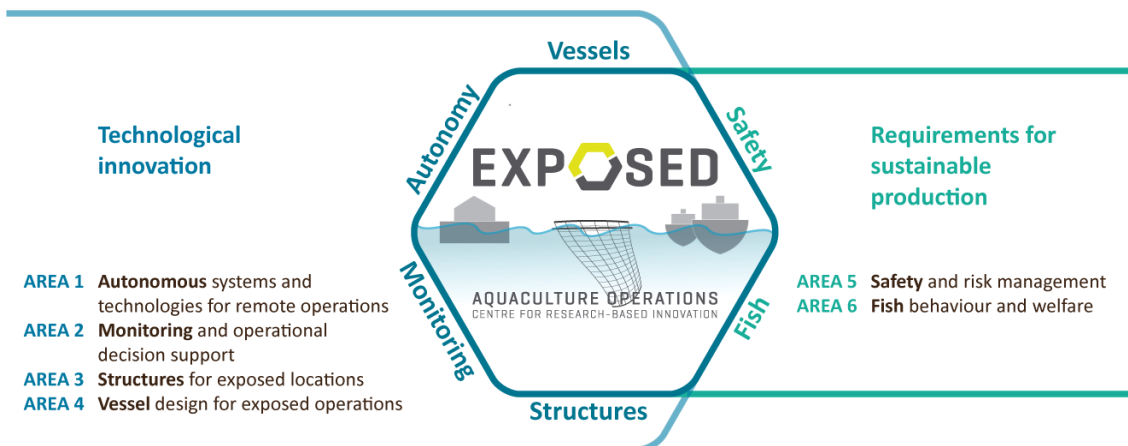 Vessels
Technological
innovation
Autonomy
Safety
Requirements for
sustainable
production
EXPOSED
AREA 1 Autonomous systems and
technologies for remote operations
AREA 2 Monitoring and operational
decision support
AREA 3 Structures for exposed locations
AREA 4 Vessel design for exposed operations
Monitoring
AQUACULTURE OPERATIONS
CENTRE FOR RESEARCH-BASED INNOVATION
Fish
AREA 5 Safety and risk management
AREA 6 Fish behaviour and welfare
Structures